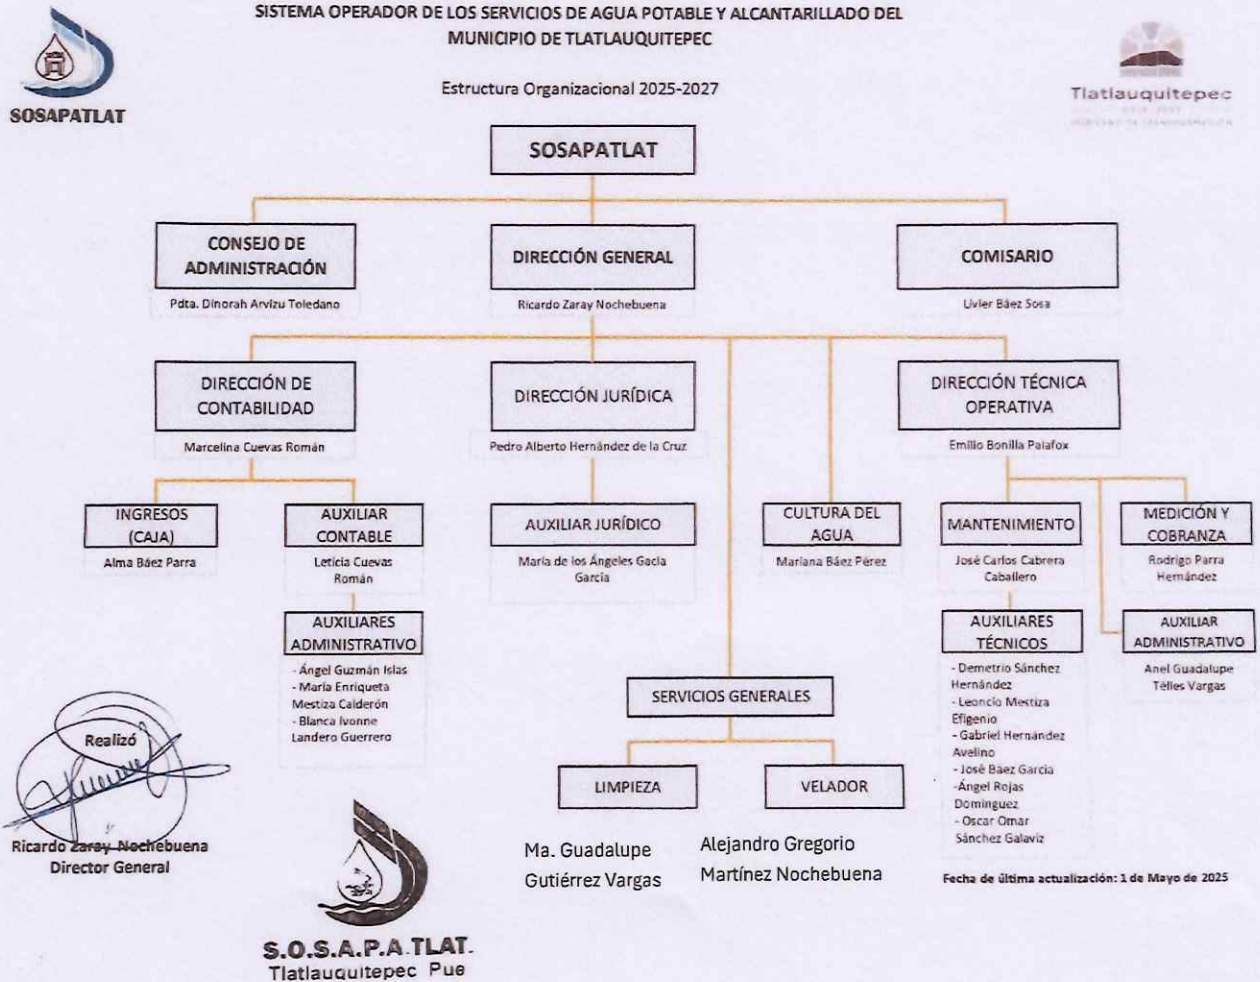 SISTEMA OPERADOR DE LOS SERVICIOS DE AGUA POTABLE Y ALCANTARILLADO DEL
MUNICIPIO DE TLATLAUQUITEPEC
Estructura Organizacional 2025-2027
SOSAPATLAT
Tlatlauquitepec
SOSAPATLAT
CONSEJO DE
ADMINISTRACIÓN
Pdta. Dinorah Arvizu Toledano
DIRECCIÓN GENERAL
Ricardo Zaray Nochebuena
COMISARIO
Livier Báez Sosa
DIRECCIÓN DE
CONTABILIDAD
Marcelina Cuevas Román
DIRECCIÓN JURÍDICA
Pedro Alberto Hernández de la Cruz
DIRECCIÓN TÉCNICA
OPERATIVA
Emilio Bonilla Palafox
INGRESOS
(CAJA)
Alma Báez Parra
AUXILIAR
CONTABLE
Leticia Cuevas
Román
AUXILIAR JURÍDICO
María de los Ángeles Gacia
García
CULTURA DEL
AGUA
Mariana Báez Pérez
MANTENIMIENTO
José Carlos Cabrera
Caballero
MEDICIÓN Y
COBRANZA
Rodrigo Parra
Hernández
AUXILIARES
ADMINISTRATIVO
- Ángel Guzmán Islas
- María Enriqueta
Mestiza Calderón
- Blanca Ivonne
Landero Guerrero
AUXILIARES
TÉCNICOS
- Demetrio Sánchez
Hernández
- Leoncio Mestiza
Efigenio
- Gabriel Hernández
Avelino
- José Báez García
-Ángel Rojas
Domínguez
- Oscar Omar
Sánchez Galaviz
AUXILIAR
ADMINISTRATIVO
Anel Guadalupe
Télles Vargas
SERVICIOS GENERALES
LIMPIEZA
VELADOR
Ma. Guadalupe
Gutiérrez Vargas
Alejandro Gregorio
Martínez Nochebuena
Realizó
Ricardo Zaray Nochebuena
Director General
S.O.S.A.P.A.TLAT.
Tlatlauquitepec Pue
Fecha de última actualización: 1 de Mayo de 2025